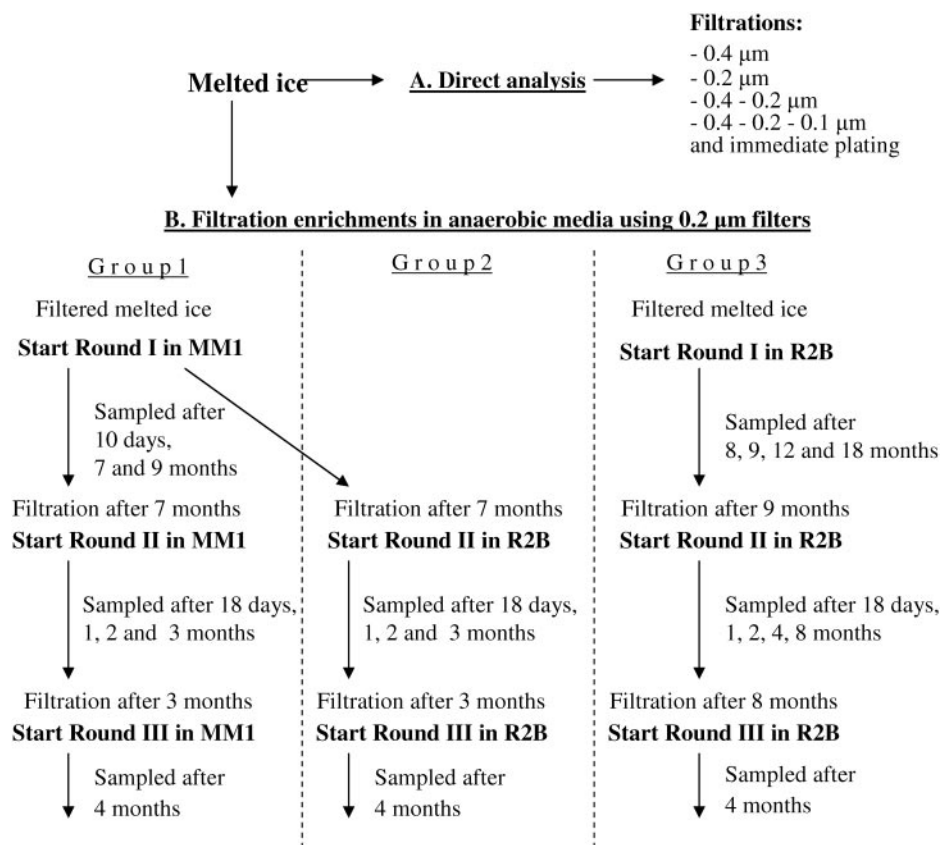 Filtrations:
- 0.4 µm
- 0.2 µm
- 0.4 - 0.2 µm
- 0.4 - 0.2 - 0.1 µm
and immediate plating
Melted ice
A. Direct analysis
B. Filtration enrichments in anaerobic media using 0.2 µm filters
Group 1
Filtered melted ice
Start Round I in MM1
Sampled after
10 days,
7 and 9 months
Filtration after 7 months
Start Round II in MM1
Sampled after 18 days,
1, 2 and 3 months
Filtration after 3 months
Start Round III in MM1
Sampled after
4 months
Group 2
Filtration after 7 months
Start Round II in R2B
Sampled after 18 days,
1, 2 and 3 months
Filtration after 3 months
Start Round III in R2B
Sampled after
4 months
Group 3
Filtered melted ice
Start Round I in R2B
Sampled after
8, 9, 12 and 18 months
Filtration after 9 months
Start Round II in R2B
Sampled after 18 days,
1, 2, 4, 8 months
Filtration after 8 months
Start Round III in R2B
Sampled after
4 months